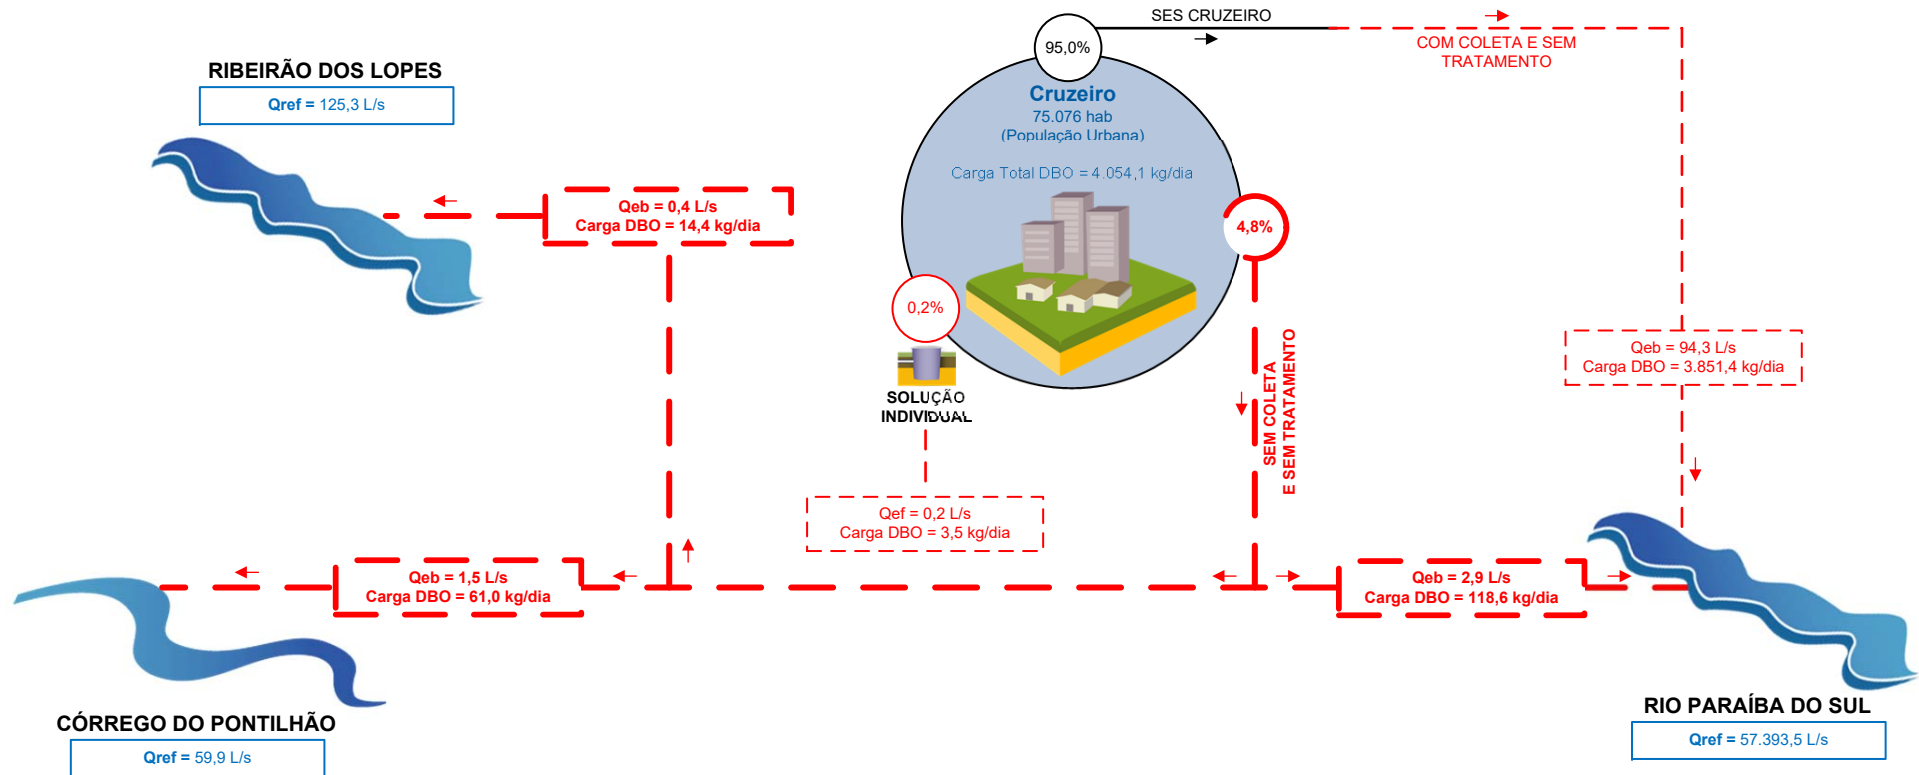 SES CRUZEIRO
95,0%
COM COLETA E SEM
TRATAMENTO
RIBEIRÃO DOS LOPES
Qref = 125,3 L/s
Cruzeiro
75.076 hab
(População Urbana)
Carga Total DBO = 4.054,1 kg/dia
Qeb = 0,4 L/s
Carga DBO = 14,4 kg/dia
4,8%
0,2%
SOLUÇÃO
INDIVIDUAL
SEM COLETA
E SEM TRATAMENTO
Qeb = 94,3 L/s
Carga DBO = 3.851,4 kg/dia
Qef = 0,2 L/s
Carga DBO = 3,5 kg/dia
Qeb = 1,5 L/s
Carga DBO = 61,0 kg/dia
Qeb = 2,9 L/s
Carga DBO = 118,6 kg/dia
CÓRREGO DO PONTILHÃO
Qref = 59,9 L/s
RIO PARAÍBA DO SUL
Qref = 57.393,5 L/s